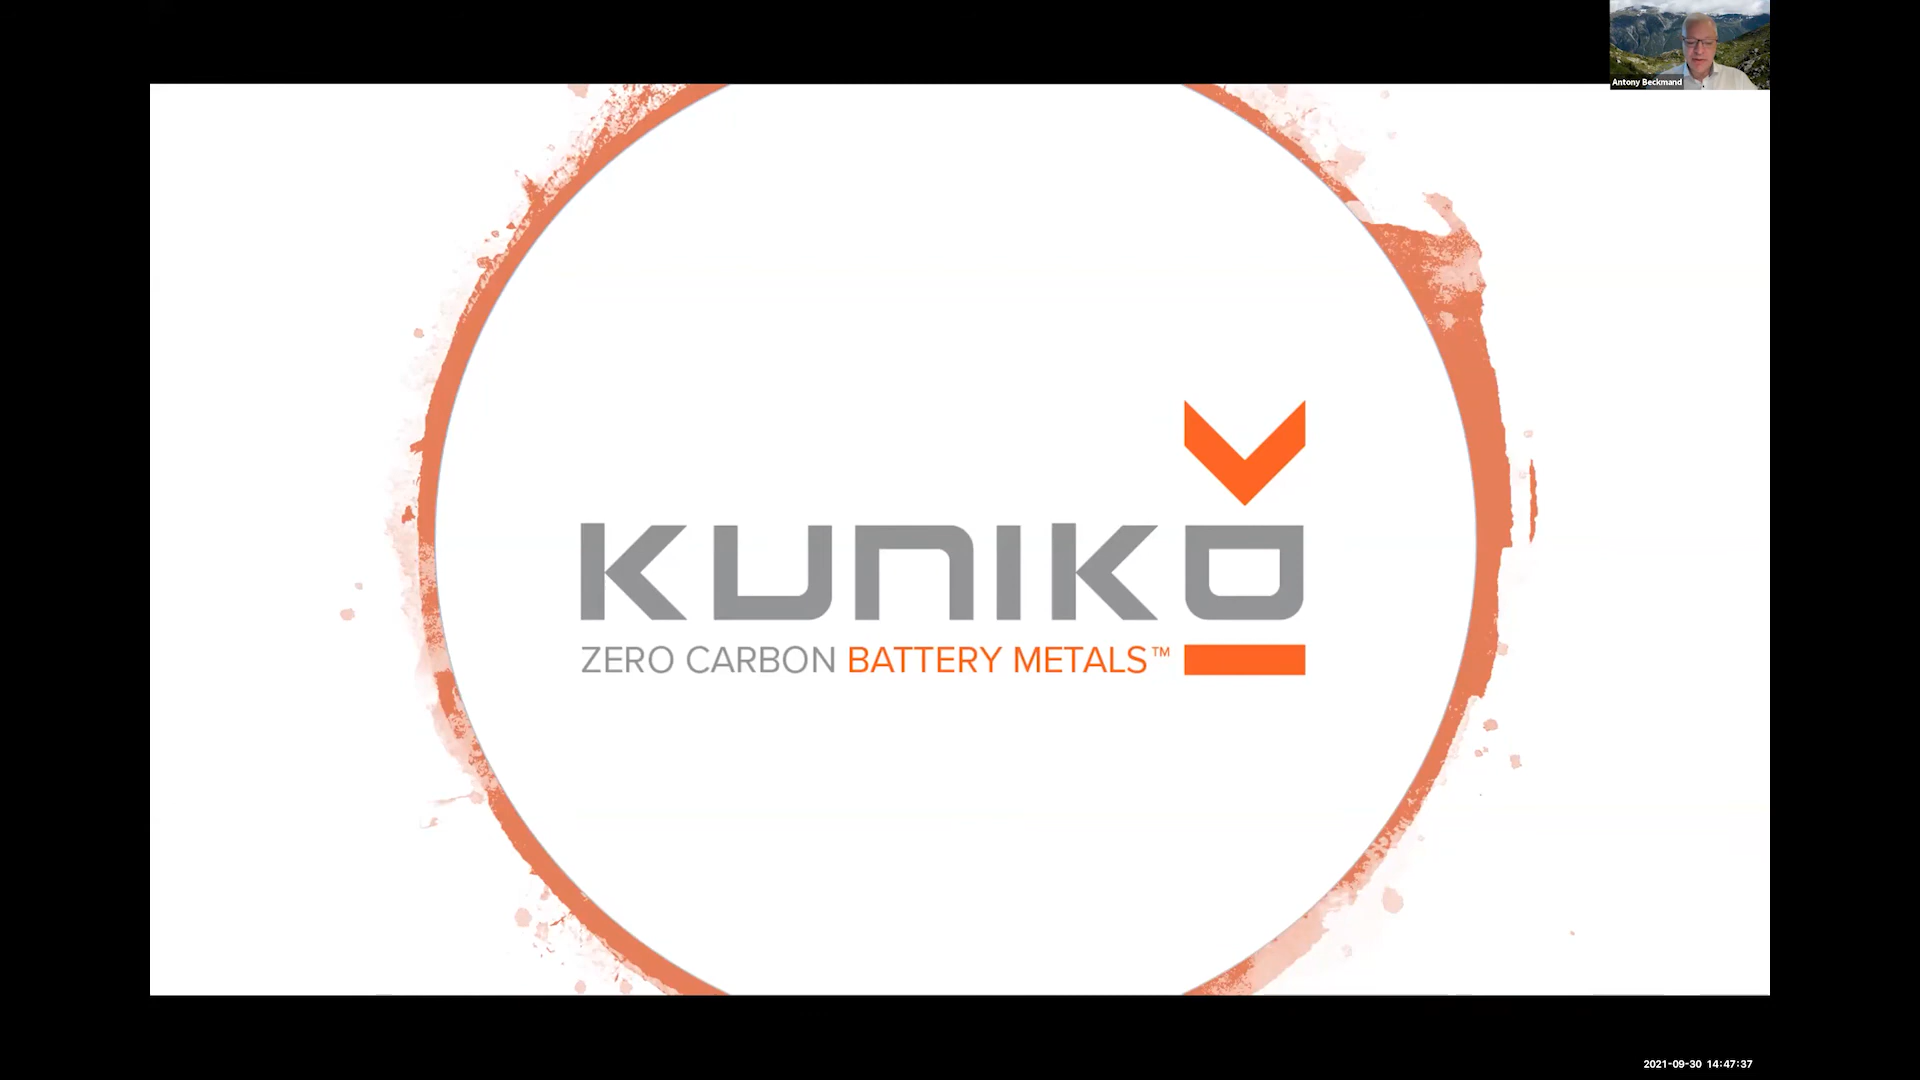 Antony Beckmand
KUNIKO
ZERO CARBON BATTERY METALS™
2021-09-30 14:47:37